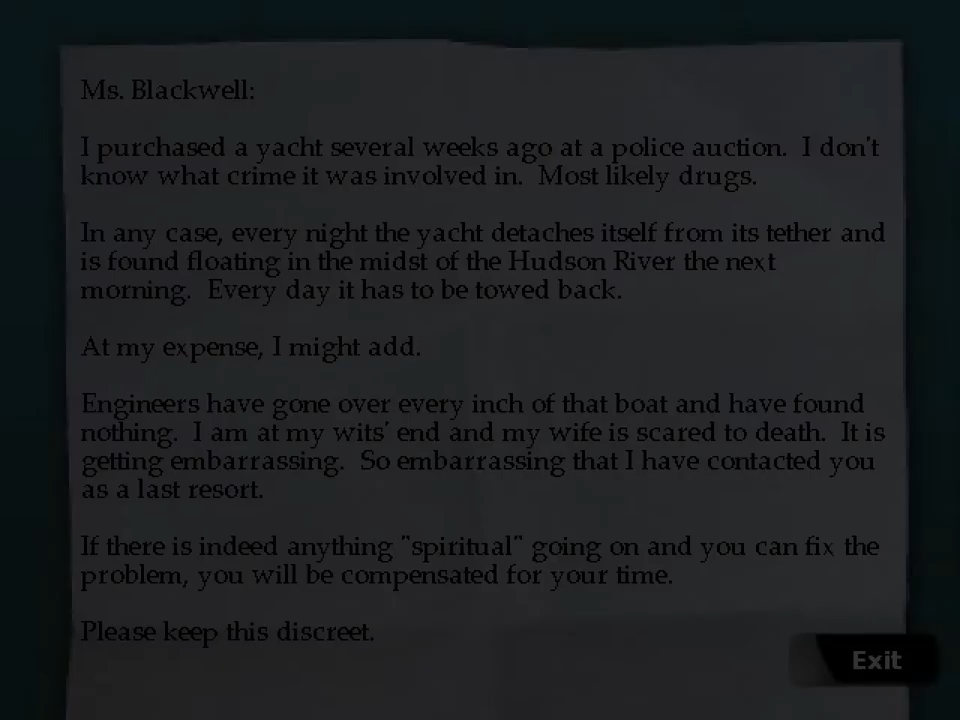 Ms. Blackwell:
I purchased a yacht several weeks ago at a police auction.  I don't
know what crime it was involved in.  Most likely drugs.
In any case, every night the yacht detaches itself from its tether and
is found floating in the midst of the Hudson River the next
morning.  Every day it has to be towed back.
At my expense, I might add.
Engineers have gone over every inch of that boat and have found
nothing.  I am at my wits' end and my wife is scared to death.  It is
getting embarrassing.  So embarrassing that I have contacted you
as a last resort.
If there is indeed anything "spiritual" going on and you can fix the
problem, you will be compensated for your time.
Please keep this discreet.
Exit